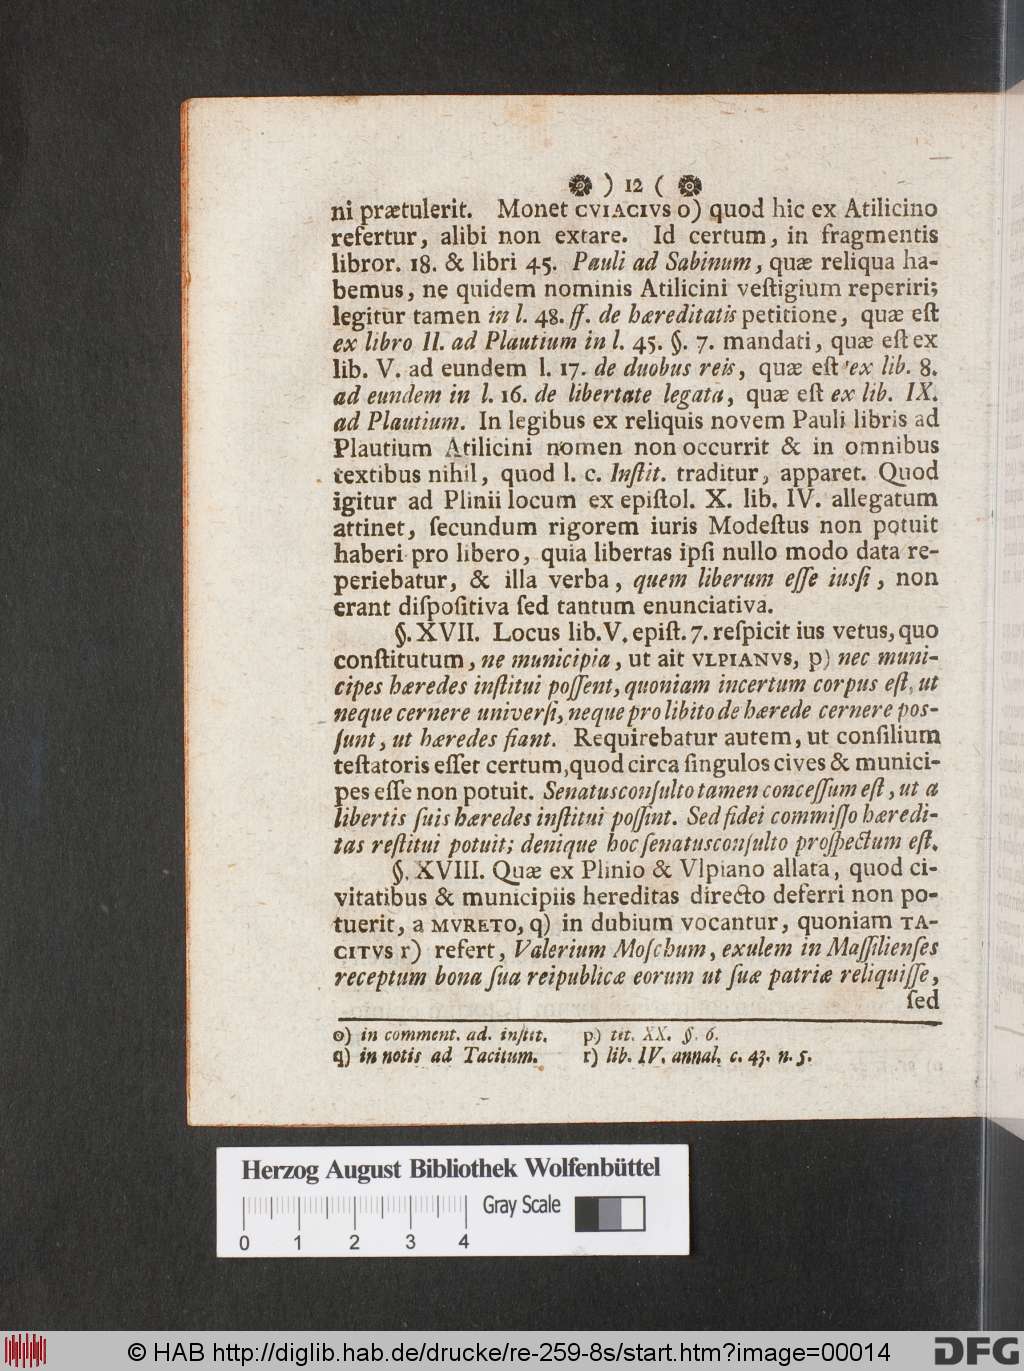 ) 12 (
ni prætulerit. Monet CVIACIVS o) quod hic ex Atilicino
refertur, alibi non extare. Id certum, in fragmentis
libror. 18. & libri 45. Pauli ad Sabinum, quæ reliqua ha-
bemus, ne quidem nominis Atilicini veſtigium reperiri;
legitur tamen in l. 48. ff. de hæreditatis petitione, quæ eſt
ex libro II. ad Plautium in l. 45. §. 7. mandati, quæ eſt ex
lib. V. ad eundem l. 17. de duobus reis, quæ eſt ex lib. 8.
ad eundem in l. 16. de libertate legata, quæ eſt ex lib. IX.
ad Plautium. In legibus ex reliquis novem Pauli libris ad
Plautium Atilicini nomen non occurrit & in omnibus
textibus nihil, quod l. c. Inſtit. traditur, apparet. Quod
igitur ad Plinii locum ex epiſtol. X. lib. IV. allegatum
attinet, ſecundum rigorem iuris Modeſtus non potuit
haberi pro libero, quia libertas ipſi nullo modo data re-
periebatur, & illa verba, quem liberum eſſe iusſi, non
erant diſpoſitiva ſed tantum enunciativa.
§. XVII. Locus lib. V. epiſt. 7. reſpicit ius vetus, quo
conſtitutum, ne municipia, ut ait VLPIANVS, p) nec muni-
cipes hæredes inſtitui poſſent, quoniam incertum corpus eſt, ut
neque cernere univerſi, neque pro libito de hærede cernere pos-
ſunt, ut hæredes fiant. Requirebatur autem, ut conſilium
teſtatoris eſſet certum, quod circa ſingulos cives & munici-
pes eſſe non potuit. Senatusconſulto tamen conceſſum eſt, ut a
libertis ſuis hæredes inſtitui poſſint. Sed fidei commiſſo hæredi-
tas reſtitui potuit; denique hoc ſenatusconſulto proſpectum eſt.
§. XVIII. Quæ ex Plinio & Vlpiano allata, quod ci-
vitatibus & municipiis hereditas directo deferri non po-
tuerit, a MVRETO, q) in dubium vocantur, quoniam TA-
CITVS r) refert, Valerium Moſchum, exulem in Maſſilienſes
receptum bona ſua reipublicæ eorum ut ſuæ patriæ reliquiſſe,
ſed
o) in comment. ad. inſtit. p) tit. XX. §. 6.
q) in notis ad Tacitum. r) lib. IV. annal. c. 43. n. 5.
Herzog August Bibliothek Wolfenbüttel
Gray Scale
0 1 2 3 4
© HAB http://diglib.hab.de/drucke/re-259-8s/start.htm?image=00014
DFG